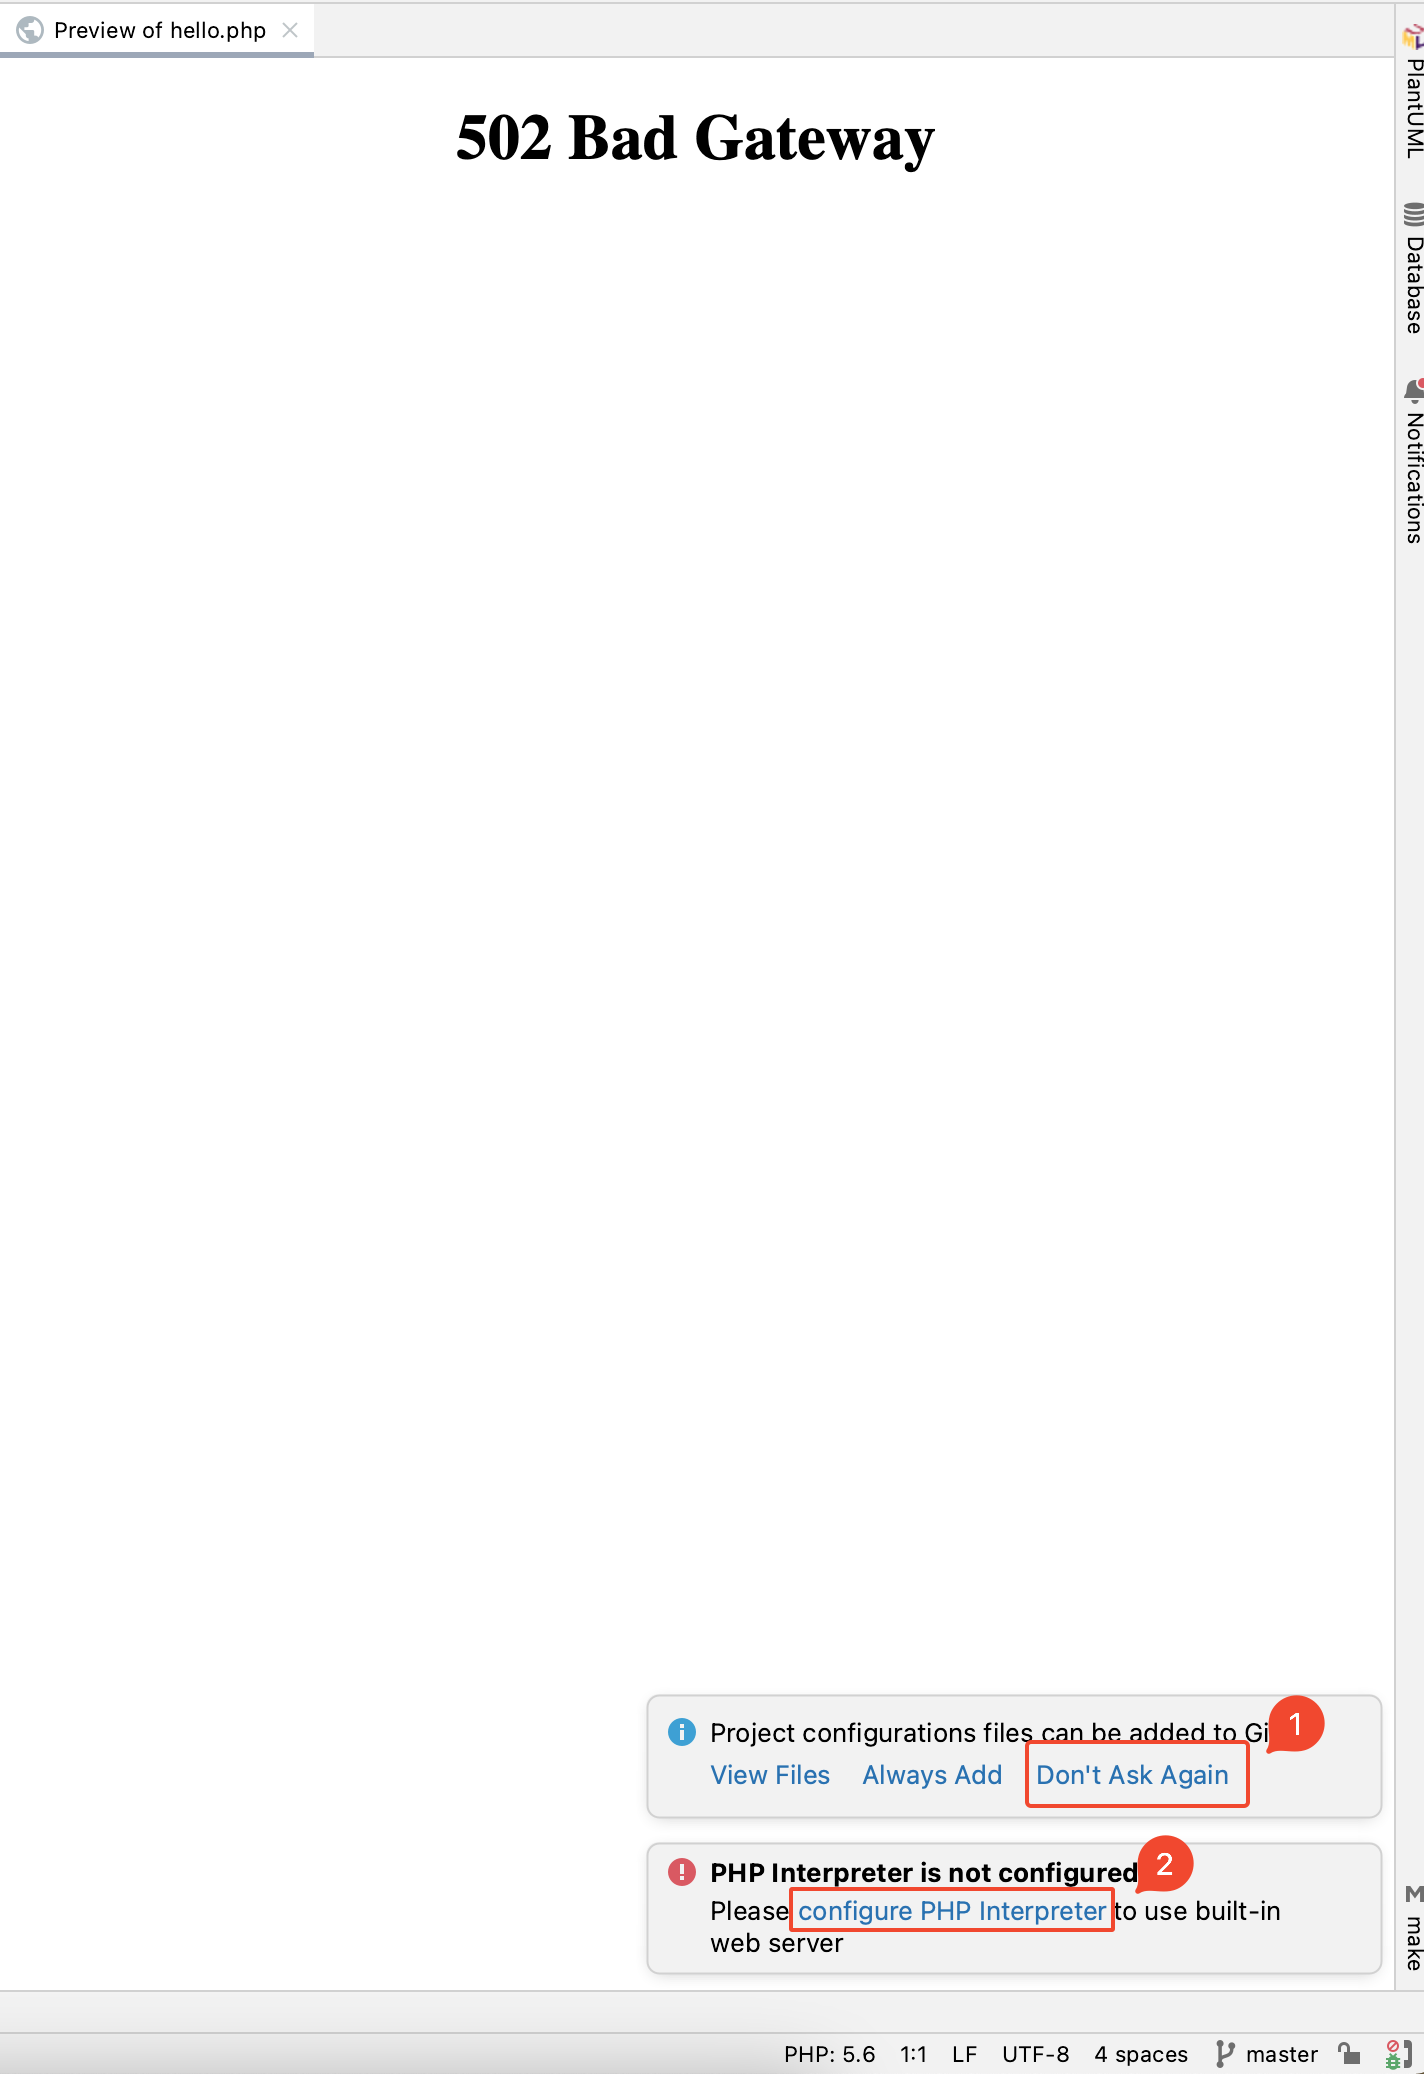 Preview of hello.php
502 Bad Gateway
PlantUML
Database
Notifications
Project configurations files can be added to Gi
1
View Files Always Add Don't Ask Again
PHP Interpreter is not configured
2
Please configure PHP Interpreter to use built-in
web server
M make
PHP: 5.6 1:1 LF UTF-8 4 spaces master